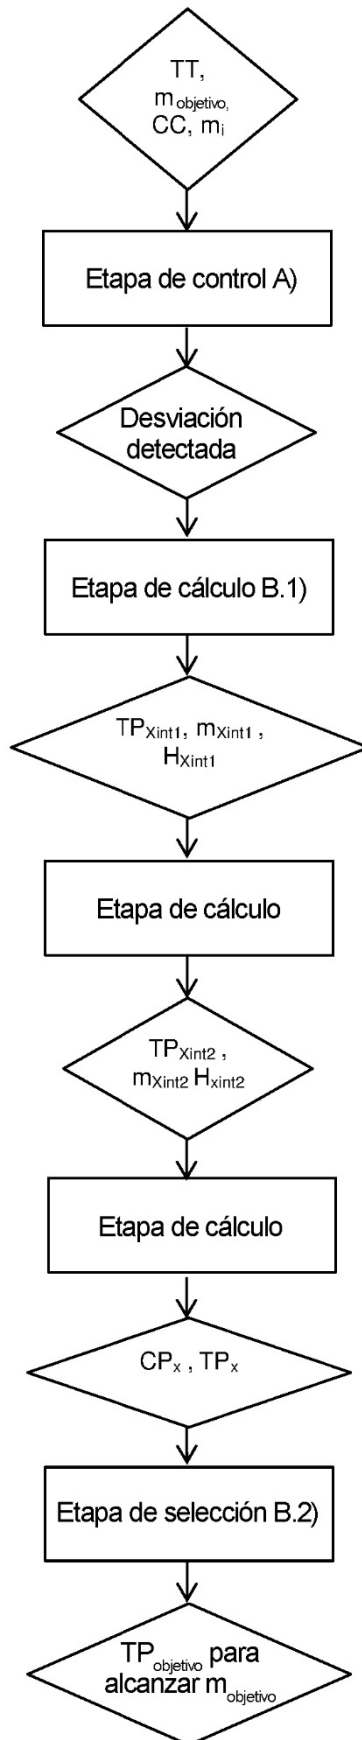 TT,
m objetivo,
CC, mi
Etapa de control A)
Desviación
detectada
Etapa de cálculo B.1)
TPXint1, mXint1 ,
HXint1
Etapa de cálculo
TPXint2 ,
mXint2 Hxint2
Etapa de cálculo
CPx , TPx
Etapa de selección B.2)
TPobjetivo para
alcanzar mobjetivo